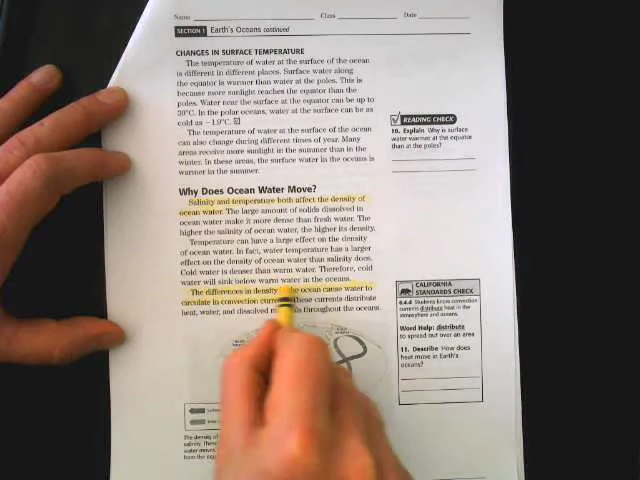 Name Class Date
SECTION 1 Earth's Oceans continued
CHANGES IN SURFACE TEMPERATURE
The temperature of water at the surface of the ocean
is different in different places. Surface water along
the equator is warmer than water at the poles. This is
because more sunlight reaches the equator than the
poles. Water near the surface at the equator can be up to
30°C. In the polar oceans, water at the surface can be as
cold as −1.9°C.
The temperature of water at the surface of the ocean
can also change during different times of year. Many
areas receive more sunlight in the summer than in the
winter. In these areas, the surface water in the oceans is
warmer in the summer.
READING CHECK
10. Explain Why is surface
water warmer at the equator
than at the poles?
Why Does Ocean Water Move?
Salinity and temperature both affect the density of
ocean water. The large amount of solids dissolved in
ocean water make it more dense than fresh water. The
higher the salinity of ocean water, the higher its density.
Temperature can have a large effect on the density
of ocean water. In fact, water temperature has a larger
effect on the density of ocean water than salinity does.
Cold water is denser than warm water. Therefore, cold
water will sink below warm water in the oceans.
The differences in density ocean cause water to
circulate in convection These currents distribute
heat, water, and dissolved throughout the oceans.
CALIFORNIA
STANDARDS CHECK
6.4.d Students know convection
currents distribute heat in the
atmosphere and oceans.
Word Help: distribute
to spread out over an area
11. Describe How does
heat move in Earth's
oceans?
The density of
salinity.
water moves
from the